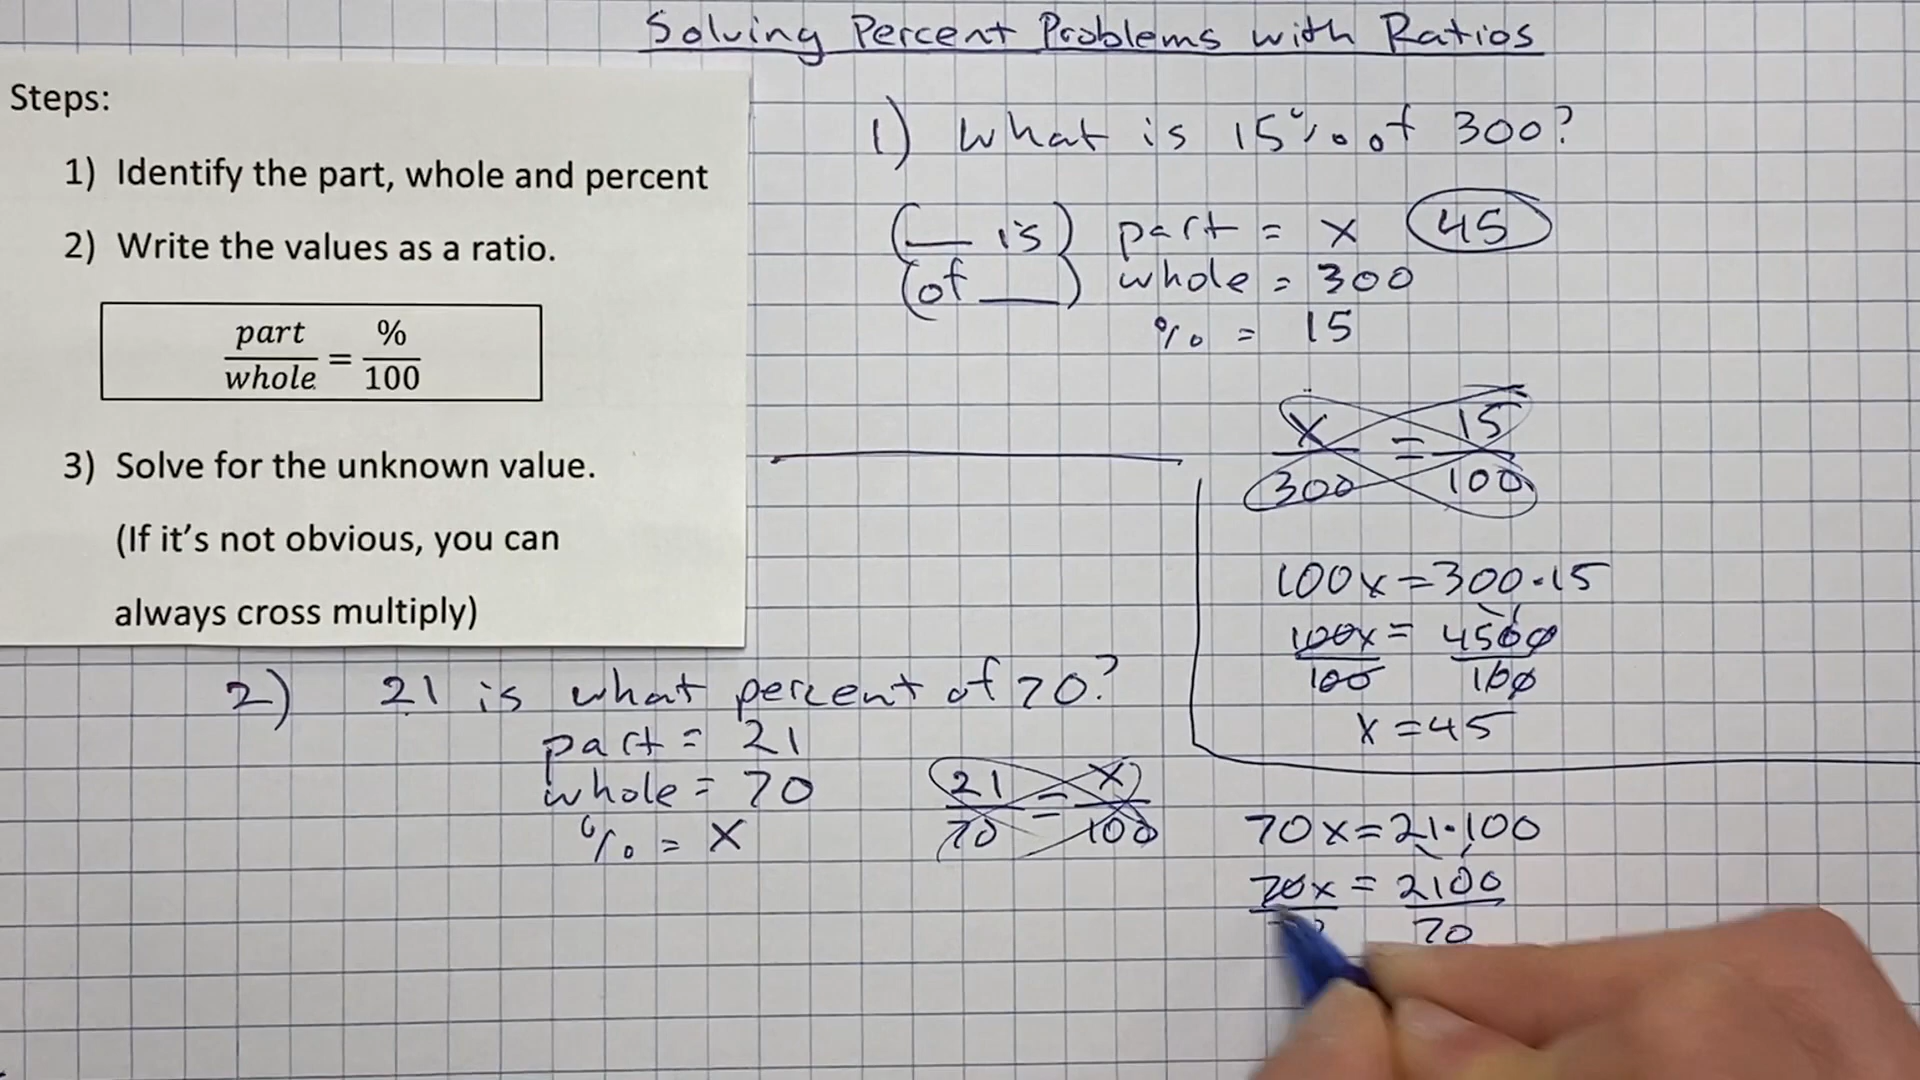 Solving Percent Problems with Ratios
Steps:
1) Identify the part, whole and percent
2) Write the values as a ratio.
part/whole = %/100
3) Solve for the unknown value.
(If it's not obvious, you can
always cross multiply)
1) What is 15% of 300?
(___ is) part = x 45
(of ___) whole = 300
% = 15
x/300 = 15/100
100x = 300·15
100x/100 = 4500/100
x = 45
2) 21 is what percent of 70?
part = 21
whole = 70
% = x
21/70 = x/100
70x = 21·100
70x = 2100/70